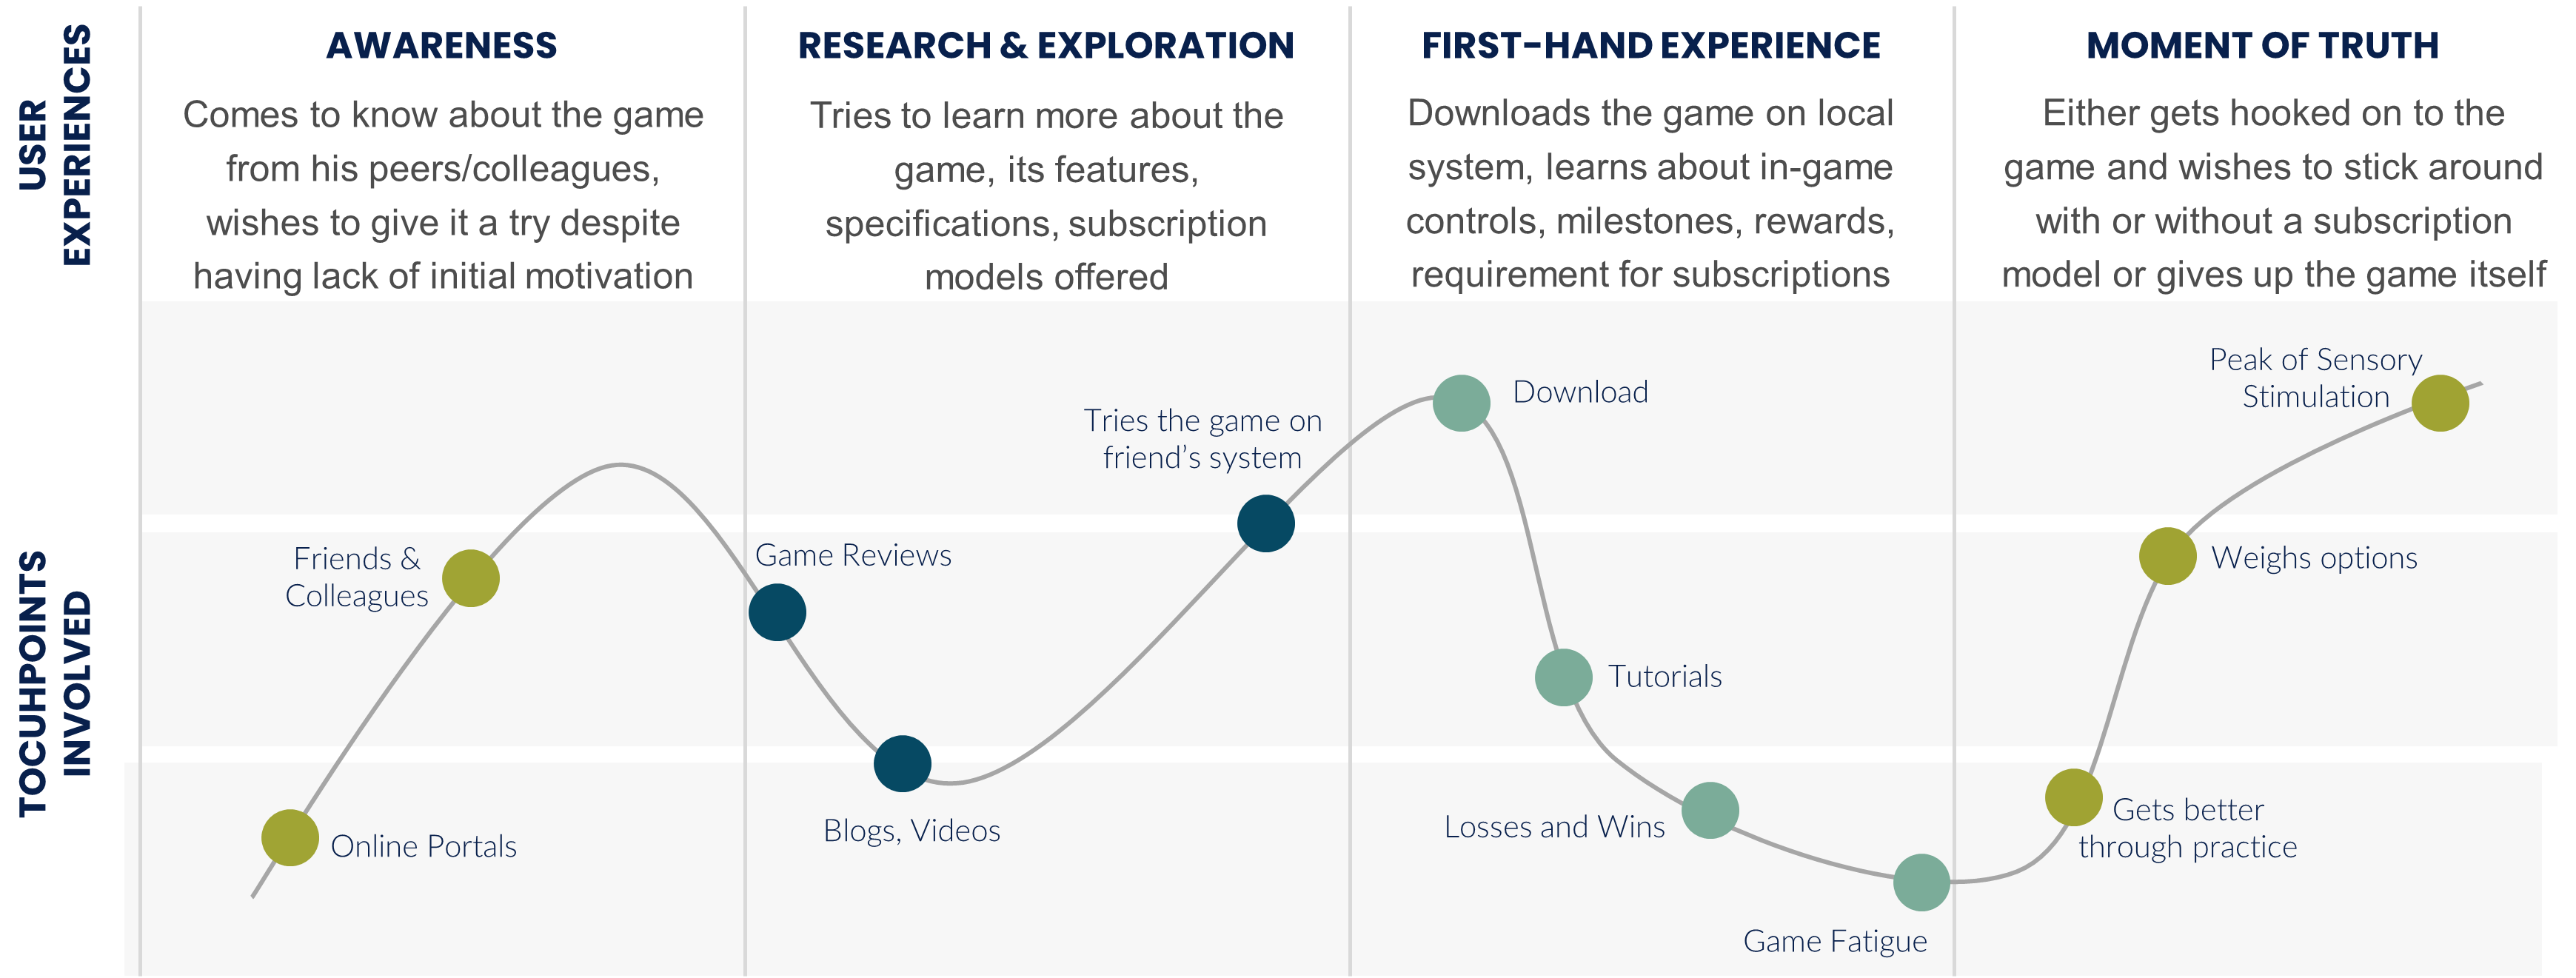 USER
EXPERIENCES
AWARENESS
Comes to know about the game
from his peers/colleagues,
wishes to give it a try despite
having lack of initial motivation
RESEARCH & EXPLORATION
Tries to learn more about the
game, its features,
specifications, subscription
models offered
FIRST-HAND EXPERIENCE
Downloads the game on local
system, learns about in-game
controls, milestones, rewards,
requirement for subscriptions
MOMENT OF TRUTH
Either gets hooked on to the
game and wishes to stick around
with or without a subscription
model or gives up the game itself
TOCUHPOINTS
INVOLVED
Online Portals
Friends &
Colleagues
Game Reviews
Blogs, Videos
Tries the game on
friend's system
Download
Tutorials
Losses and Wins
Game Fatigue
Gets better
through practice
Weighs options
Peak of Sensory
Stimulation